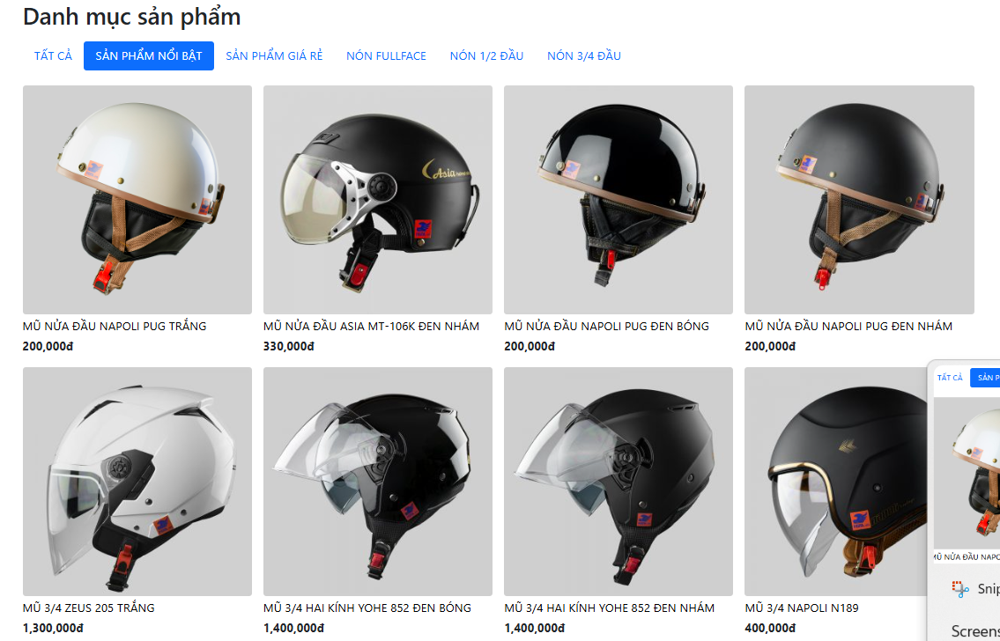 Danh mục sản phẩm
TẤT CẢ
SẢN PHẨM NỔI BẬT
SẢN PHẨM GIÁ RẺ
NÓN FULLFACE
NÓN 1/2 ĐẦU
NÓN 3/4 ĐẦU
Asia
MŨ NỬA ĐẦU NAPOLI PUG TRẮNG
200,000đ
MŨ NỬA ĐẦU ASIA MT-106K ĐEN NHÁM
330,000đ
MŨ NỬA ĐẦU NAPOLI PUG ĐEN BÓNG
200,000đ
MŨ NỬA ĐẦU NAPOLI PUG ĐEN NHÁM
200,000đ
MŨ 3/4 ZEUS 205 TRẮNG
1,300,000đ
MŨ 3/4 HAI KÍNH YOHE 852 ĐEN BÓNG
1,400,000đ
MŨ 3/4 HAI KÍNH YOHE 852 ĐEN NHÁM
1,400,000đ
MŨ 3/4 NAPOLI N189
400,000đ
TẤT CẢ
SẢN P
MŨ NỬA ĐẦU NAPO
Snip
Screens